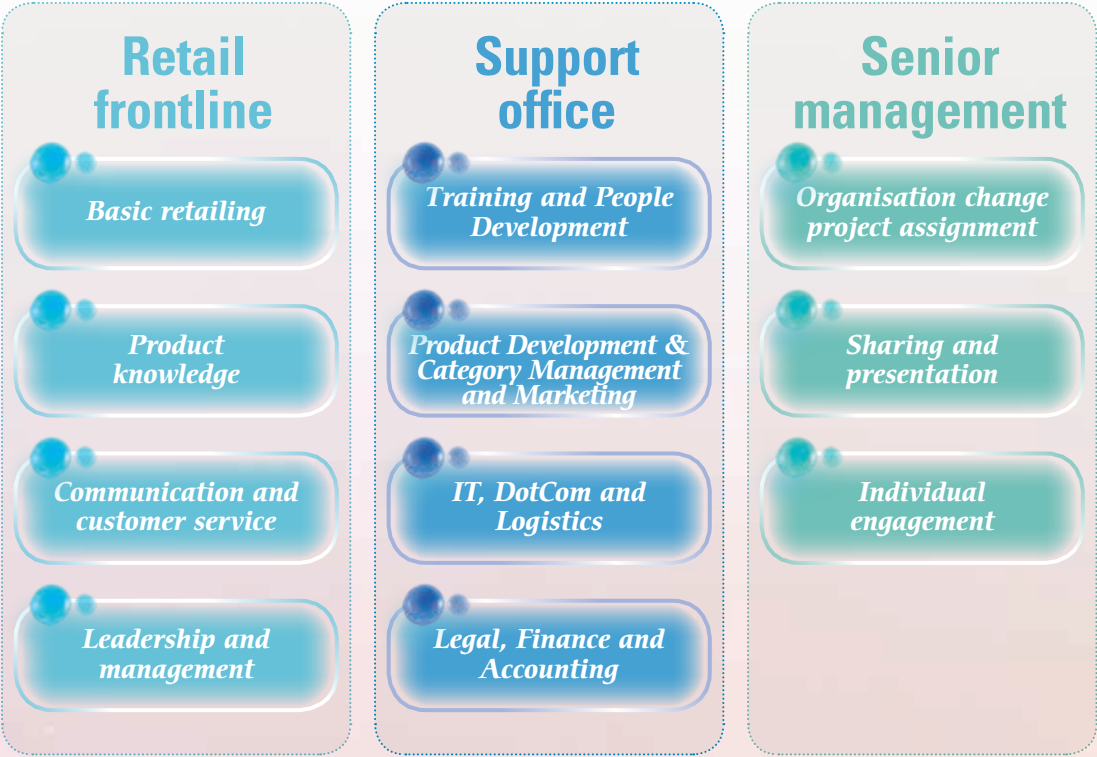 Retail
frontline
Basic retailing
Product
knowledge
Communication and
customer service
Leadership and
management
Support
office
Training and People
Development
Product Development &
Category Management
and Marketing
IT, DotCom and
Logistics
Legal, Finance and
Accounting
Senior
management
Organisation change
project assignment
Sharing and
presentation
Individual
engagement